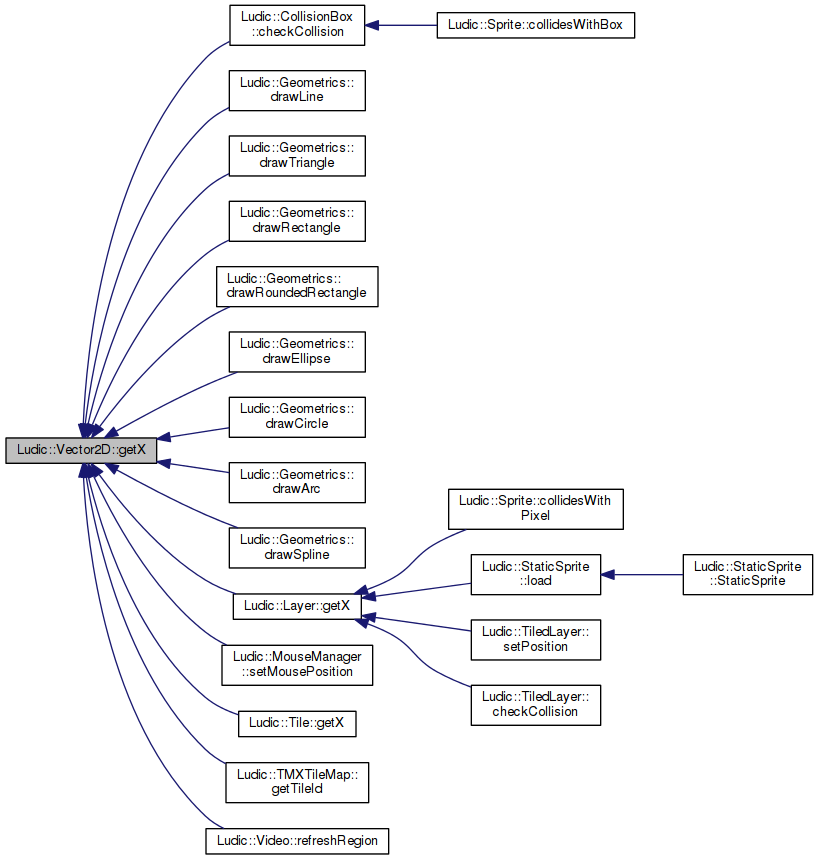 Ludic::CollisionBox
::checkCollision
Ludic::Sprite::collidesWithBox
Ludic::Geometrics::
drawLine
Ludic::Geometrics::
drawTriangle
Ludic::Geometrics::
drawRectangle
Ludic::Geometrics::
drawRoundedRectangle
Ludic::Geometrics::
drawEllipse
Ludic::Geometrics::
drawCircle
Ludic::Vector2D::getX
Ludic::Geometrics::
drawArc
Ludic::Geometrics::
drawSpline
Ludic::Layer::getX
Ludic::Sprite::collidesWith
Pixel
Ludic::StaticSprite
::load
Ludic::StaticSprite
::StaticSprite
Ludic::TiledLayer::
setPosition
Ludic::TiledLayer::
checkCollision
Ludic::MouseManager
::setMousePosition
Ludic::Tile::getX
Ludic::TMXTileMap::
getTileId
Ludic::Video::refreshRegion